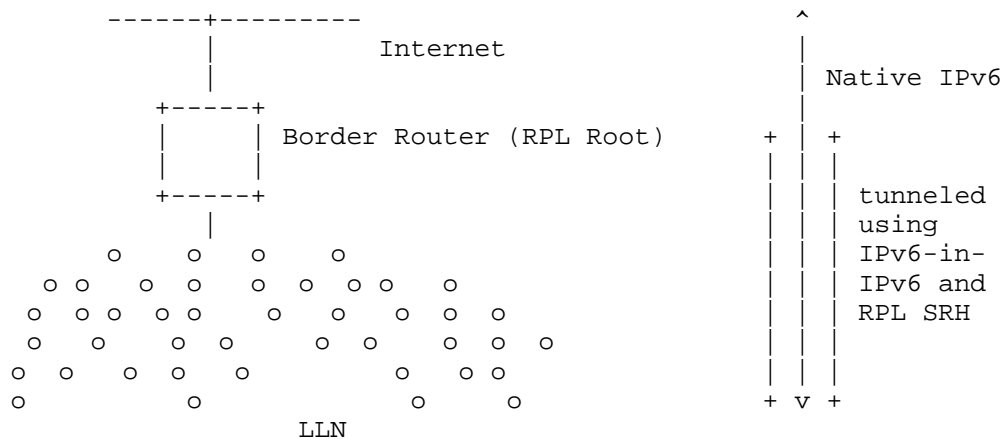 Internet
Native IPv6
Border Router (RPL Root)
tunneled
using
IPv6-in-
IPv6 and
RPL SRH
LLN